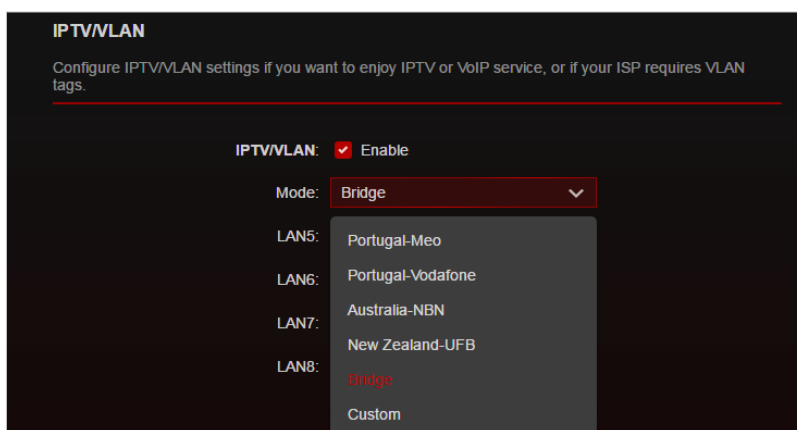 IPTV/VLAN
Configure IPTV/VLAN settings if you want to enjoy IPTV or VoIP service, or if your ISP requires VLAN
tags.
IPTV/VLAN: Enable
Mode: Bridge
LAN5:
Portugal-Meo
LAN6:
Portugal-Vodafone
Australia-NBN
LAN7:
New Zealand-UFB
LAN8:
Bridge
Custom